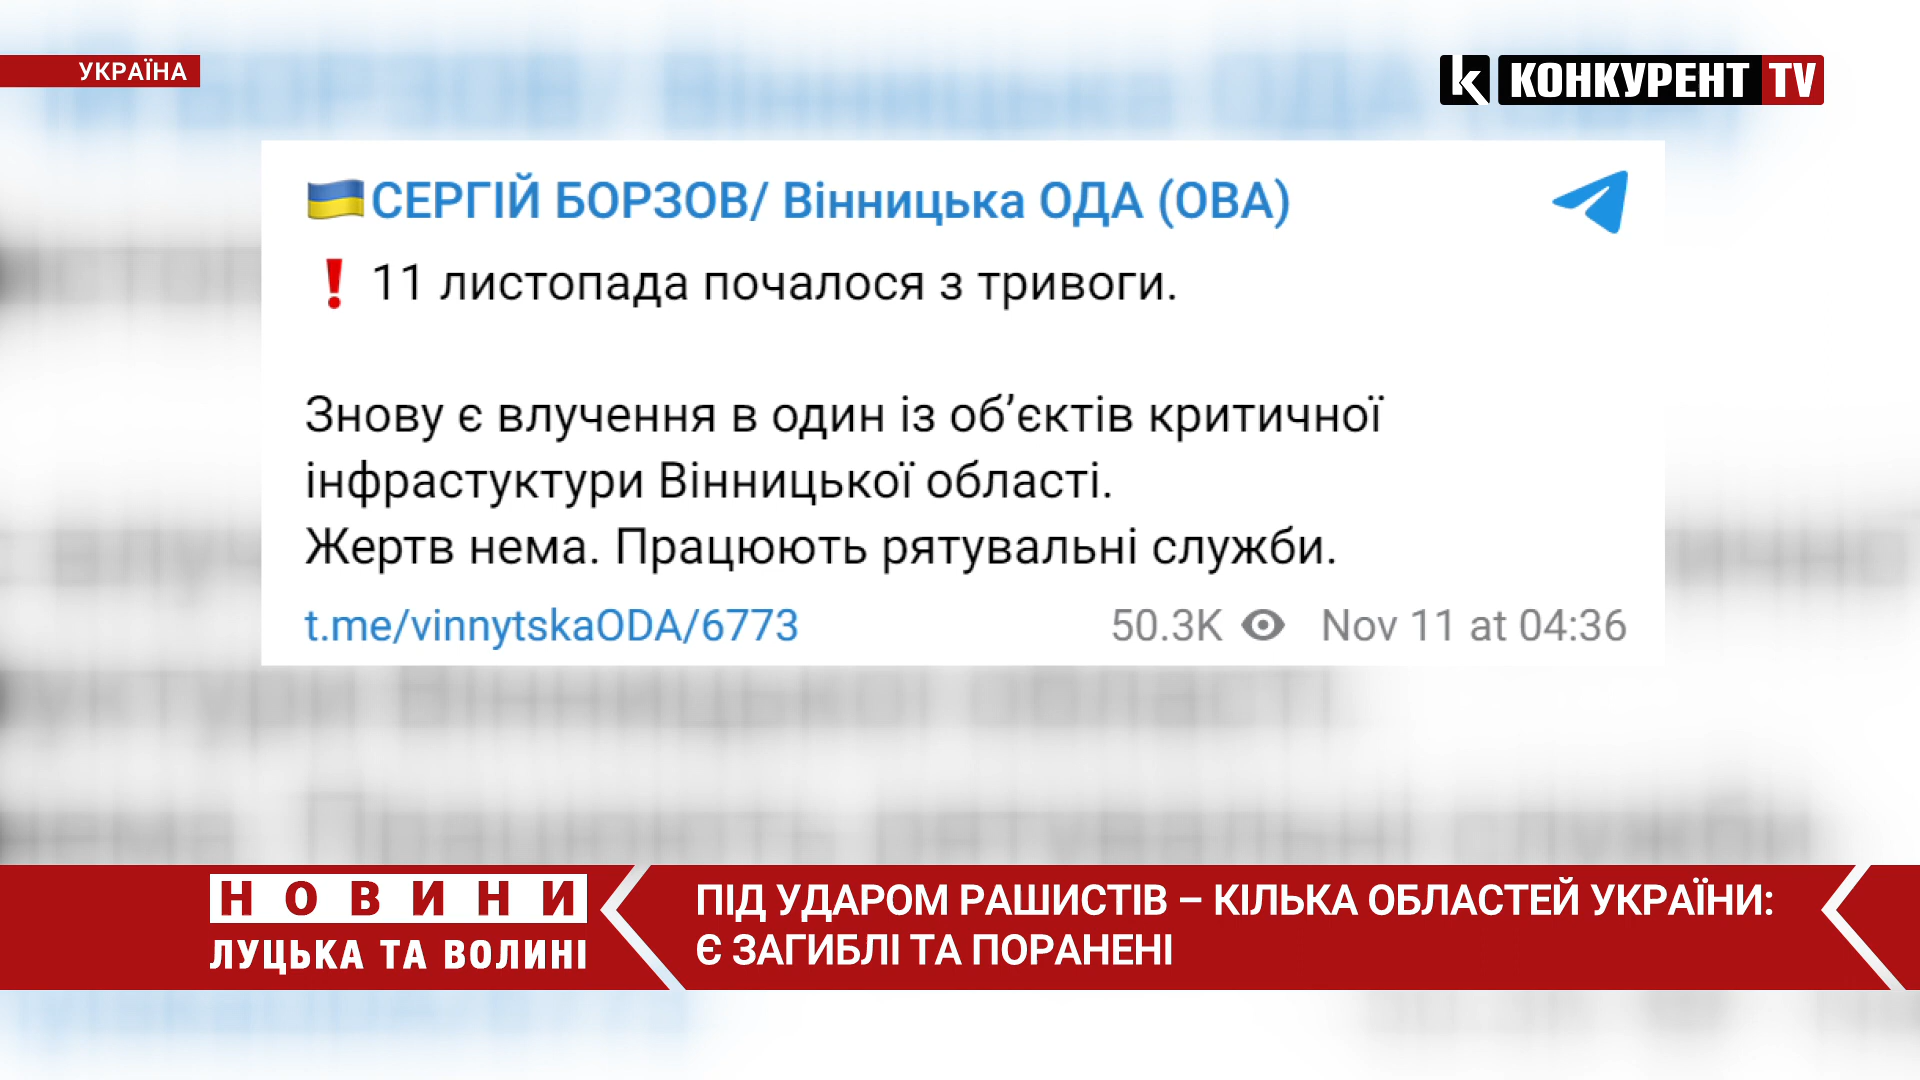 УКРАЇНА
k КОНКУРЕНТ TV
СЕРГІЙ БОРЗОВ/ Вінницька ОДА (ОВА)
❗ 11 листопада почалося з тривоги.
Знову є влучення в один із об’єктів критичної
інфрастуктури Вінницької області.
Жертв нема. Працюють рятувальні служби.
t.me/vinnytskaODA/6773
50.3K Nov 11 at 04:36
НОВИНИ
ЛУЦЬКА ТА ВОЛИНІ
ПІД УДАРОМ РАШИСТІВ – КІЛЬКА ОБЛАСТЕЙ УКРАЇНИ:
Є ЗАГИБЛІ ТА ПОРАНЕНІ